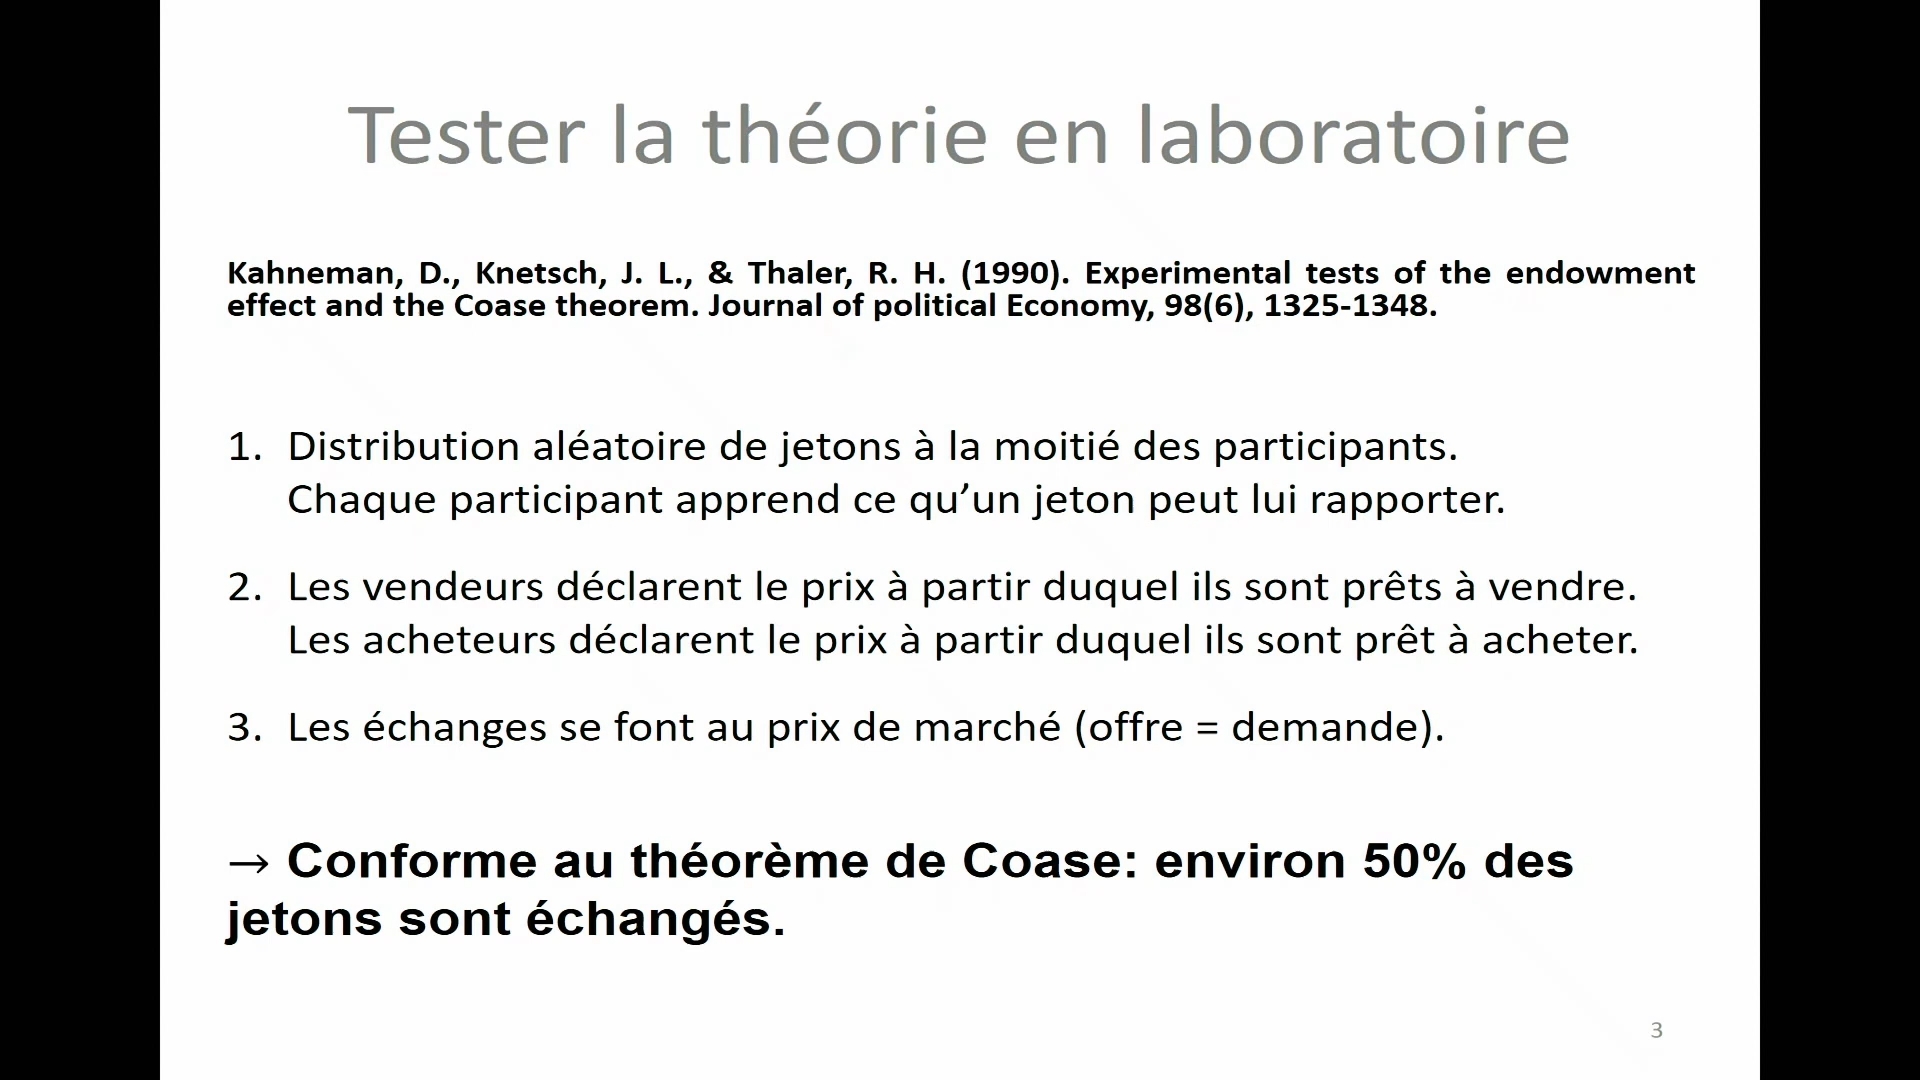 Tester la théorie en laboratoire
Kahneman, D., Knetsch, J. L., & Thaler, R. H. (1990). Experimental tests of the endowment
effect and the Coase theorem. Journal of political Economy, 98(6), 1325-1348.
1. Distribution aléatoire de jetons à la moitié des participants.
Chaque participant apprend ce qu’un jeton peut lui rapporter.
2. Les vendeurs déclarent le prix à partir duquel ils sont prêts à vendre.
Les acheteurs déclarent le prix à partir duquel ils sont prêt à acheter.
3. Les échanges se font au prix de marché (offre = demande).
→ Conforme au théorème de Coase: environ 50% des
jetons sont échangés.
3